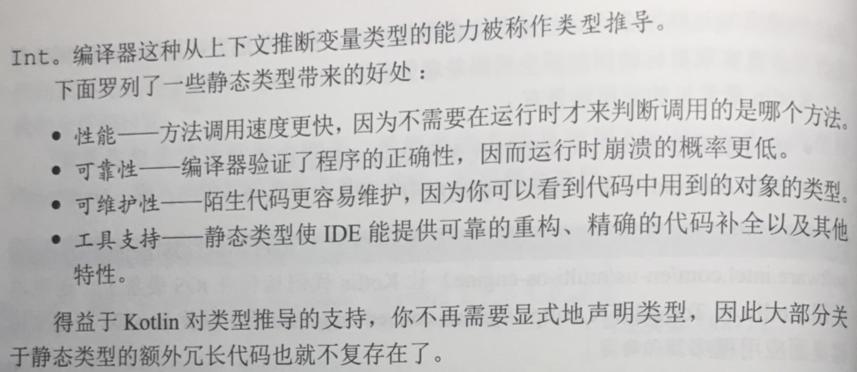 Int。编译器这种从上下文推断变量类型的能力被称作类型推导。
下面罗列了一些静态类型带来的好处：
● 性能——方法调用速度更快，因为不需要在运行时才来判断调用的是哪个方法。
● 可靠性——编译器验证了程序的正确性，因而运行时崩溃的概率更低。
● 可维护性——陌生代码更容易维护，因为你可以看到代码中用到的对象的类型。
● 工具支持——静态类型使 IDE 能提供可靠的重构、精确的代码补全以及其他
特性。
得益于 Kotlin 对类型推导的支持，你不再需要显式地声明类型，因此大部分关
于静态类型的额外冗长代码也就不复存在了。